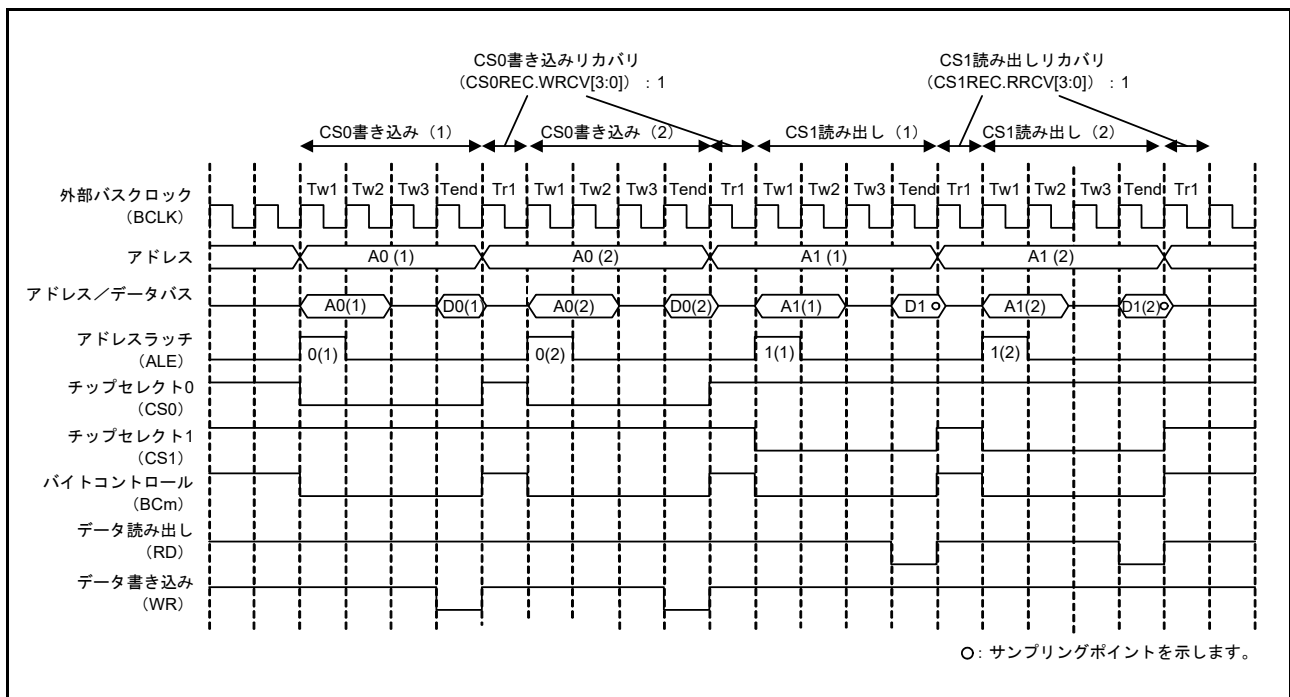 CS0書き込みリカバリ
（CS0REC.WRCV[3:0]）：1
CS1読み出しリカバリ
（CS1REC.RRCV[3:0]）：1
CS0書き込み（1） CS0書き込み（2） CS1読み出し（1） CS1読み出し（2）
Tw1 Tw2 Tw3 Tend Tr1 Tw1 Tw2 Tw3 Tend Tr1 Tw1 Tw2 Tw3 Tend Tr1 Tw1 Tw2 Tw3 Tend Tr1
外部バスクロック
（BCLK）
アドレス A0 (1) A0 (2) A1 (1) A1 (2)
アドレス／データバス A0(1) D0(1) A0(2) D0(2) A1(1) D1 A1(2) D1(2)
アドレスラッチ
（ALE） 0(1) 0(2) 1(1) 1(2)
チップセレクト0
（CS0）
チップセレクト1
（CS1）
バイトコントロール
（BCm）
データ読み出し
（RD）
データ書き込み
（WR）
○：サンプリングポイントを示します。